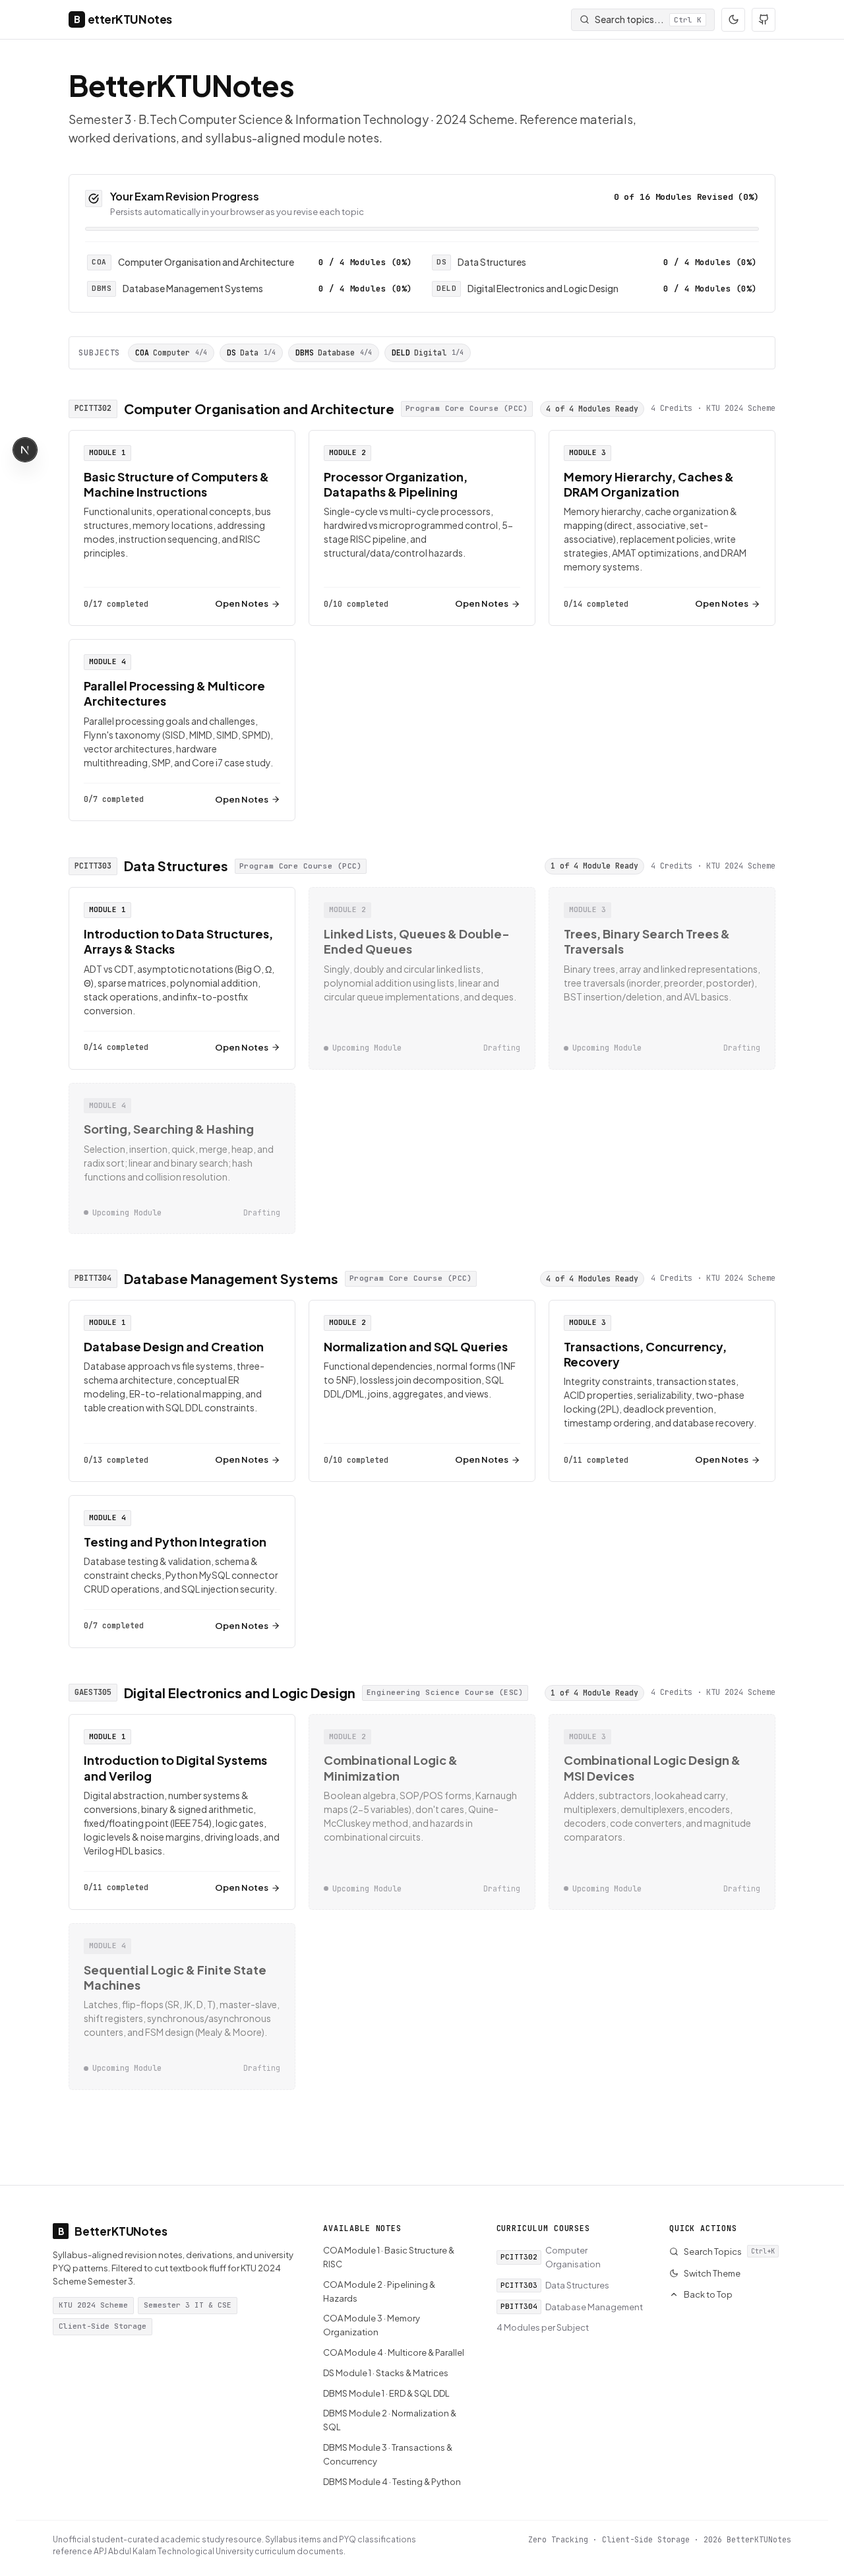 B etterKTUNotes
Search topics... Ctrl K
BetterKTUNotes
Semester 3 · B.Tech Computer Science & Information Technology · 2024 Scheme. Reference materials,
worked derivations, and syllabus-aligned module notes.
Your Exam Revision Progress
0 of 16 Modules Revised (0%)
Persists automatically in your browser as you revise each topic
COA Computer Organisation and Architecture 0 / 4 Modules (0%)
DS Data Structures 0 / 4 Modules (0%)
DBMS Database Management Systems 0 / 4 Modules (0%)
DELD Digital Electronics and Logic Design 0 / 4 Modules (0%)
SUBJECTS COA Computer 4/4 DS Data 1/4 DBMS Database 4/4 DELD Digital 1/4
PCITT302 Computer Organisation and Architecture Program Core Course (PCC) 4 of 4 Modules Ready 4 Credits · KTU 2024 Scheme
N
MODULE 1
Basic Structure of Computers &
Machine Instructions
Functional units, operational concepts, bus
structures, memory locations, addressing
modes, instruction sequencing, and RISC
principles.
0/17 completed Open Notes →
MODULE 2
Processor Organization,
Datapaths & Pipelining
Single-cycle vs multi-cycle processors,
hardwired vs microprogrammed control, 5-
stage RISC pipeline, and
structural/data/control hazards.
0/10 completed Open Notes →
MODULE 3
Memory Hierarchy, Caches &
DRAM Organization
Memory hierarchy, cache organization &
mapping (direct, associative, set-
associative), replacement policies, write
strategies, AMAT optimizations, and DRAM
memory systems.
0/14 completed Open Notes →
MODULE 4
Parallel Processing & Multicore
Architectures
Parallel processing goals and challenges,
Flynn's taxonomy (SISD, MIMD, SIMD, SPMD),
vector architectures, hardware
multithreading, SMP, and Core i7 case study.
0/7 completed Open Notes →
PCITT303 Data Structures Program Core Course (PCC) 1 of 4 Module Ready 4 Credits · KTU 2024 Scheme
MODULE 1
Introduction to Data Structures,
Arrays & Stacks
ADT vs CDT, asymptotic notations (Big O, Ω,
Θ), sparse matrices, polynomial addition,
stack operations, and infix-to-postfix
conversion.
0/14 completed Open Notes →
MODULE 2
Linked Lists, Queues & Double-
Ended Queues
Singly, doubly and circular linked lists,
polynomial addition using lists, linear and
circular queue implementations, and deques.
Upcoming Module Drafting
MODULE 3
Trees, Binary Search Trees &
Traversals
Binary trees, array and linked representations,
tree traversals (inorder, preorder, postorder),
BST insertion/deletion, and AVL basics.
Upcoming Module Drafting
MODULE 4
Sorting, Searching & Hashing
Selection, insertion, quick, merge, heap, and
radix sort; linear and binary search; hash
functions and collision resolution.
Upcoming Module Drafting
PBITT304 Database Management Systems Program Core Course (PCC) 4 of 4 Modules Ready 4 Credits · KTU 2024 Scheme
MODULE 1
Database Design and Creation
Database approach vs file systems, three-
schema architecture, conceptual ER
modeling, ER-to-relational mapping, and
table creation with SQL DDL constraints.
0/13 completed Open Notes →
MODULE 2
Normalization and SQL Queries
Functional dependencies, normal forms (1NF
to 5NF), lossless join decomposition, SQL
DDL/DML, joins, aggregates, and views.
0/10 completed Open Notes →
MODULE 3
Transactions, Concurrency,
Recovery
Integrity constraints, transaction states,
ACID properties, serializability, two-phase
locking (2PL), deadlock prevention,
timestamp ordering, and database recovery.
0/11 completed Open Notes →
MODULE 4
Testing and Python Integration
Database testing & validation, schema &
constraint checks, Python MySQL connector
CRUD operations, and SQL injection security.
0/7 completed Open Notes →
GAEST305 Digital Electronics and Logic Design Engineering Science Course (ESC) 1 of 4 Module Ready 4 Credits · KTU 2024 Scheme
MODULE 1
Introduction to Digital Systems
and Verilog
Digital abstraction, number systems &
conversions, binary & signed arithmetic,
fixed/floating point (IEEE 754), logic gates,
logic levels & noise margins, driving loads, and
Verilog HDL basics.
0/11 completed Open Notes →
MODULE 2
Combinational Logic &
Minimization
Boolean algebra, SOP/POS forms, Karnaugh
maps (2-5 variables), don't cares, Quine-
McCluskey method, and hazards in
combinational circuits.
Upcoming Module Drafting
MODULE 3
Combinational Logic Design &
MSI Devices
Adders, subtractors, lookahead carry,
multiplexers, demultiplexers, encoders,
decoders, code converters, and magnitude
comparators.
Upcoming Module Drafting
MODULE 4
Sequential Logic & Finite State
Machines
Latches, flip-flops (SR, JK, D, T), master-slave,
shift registers, synchronous/asynchronous
counters, and FSM design (Mealy & Moore).
Upcoming Module Drafting
B BetterKTUNotes
Syllabus-aligned revision notes, derivations, and university
PYQ patterns. Filtered to cut textbook fluff for KTU 2024
Scheme Semester 3.
KTU 2024 Scheme Semester 3 IT & CSE
Client-Side Storage
AVAILABLE NOTES
COA Module 1 · Basic Structure &
RISC
COA Module 2 · Pipelining &
Hazards
COA Module 3 · Memory
Organization
COA Module 4 · Multicore & Parallel
DS Module 1 · Stacks & Matrices
DBMS Module 1 · ERD & SQL DDL
DBMS Module 2 · Normalization &
SQL
DBMS Module 3 · Transactions &
Concurrency
DBMS Module 4 · Testing & Python
CURRICULUM COURSES
PCITT302 Computer
Organisation
PCITT303 Data Structures
PBITT304 Database Management
4 Modules per Subject
QUICK ACTIONS
Search Topics Ctrl+K
Switch Theme
Back to Top
Unofficial student-curated academic study resource. Syllabus items and PYQ classifications
reference APJ Abdul Kalam Technological University curriculum documents.
Zero Tracking · Client-Side Storage · 2026 BetterKTUNotes